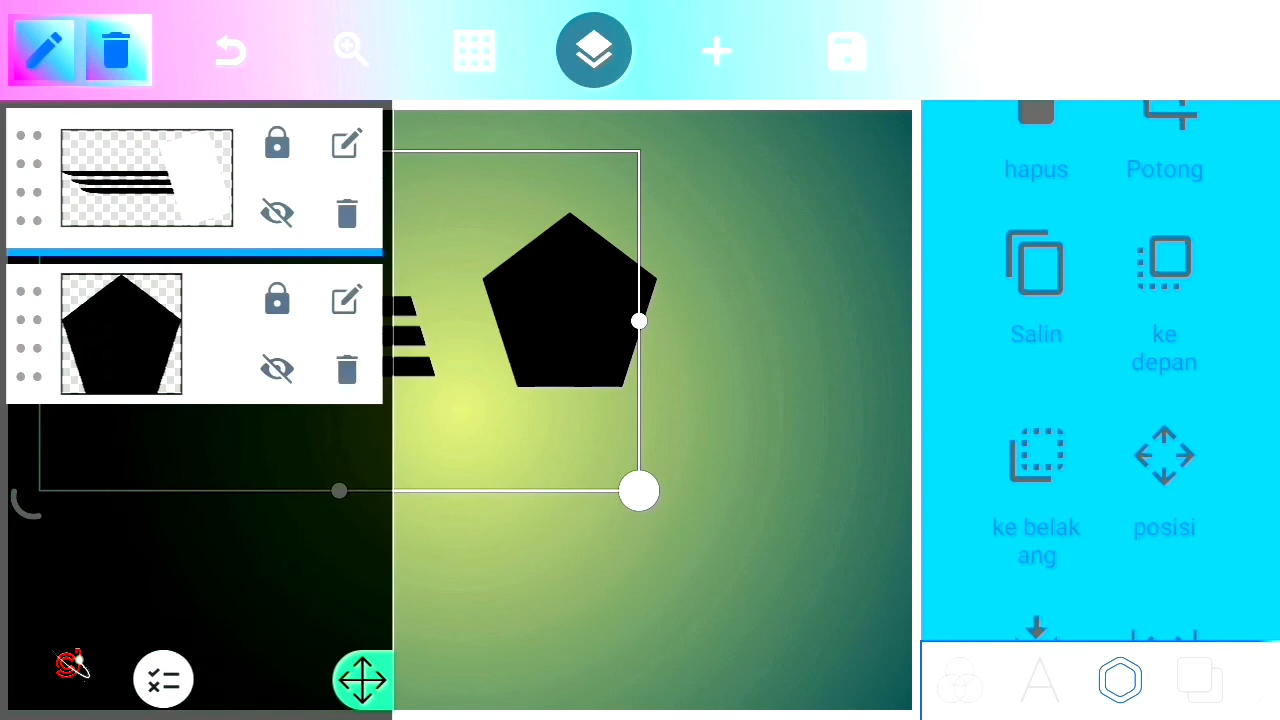 hapus
Potong
Salin
ke
depan
ke belak
ang
posisi